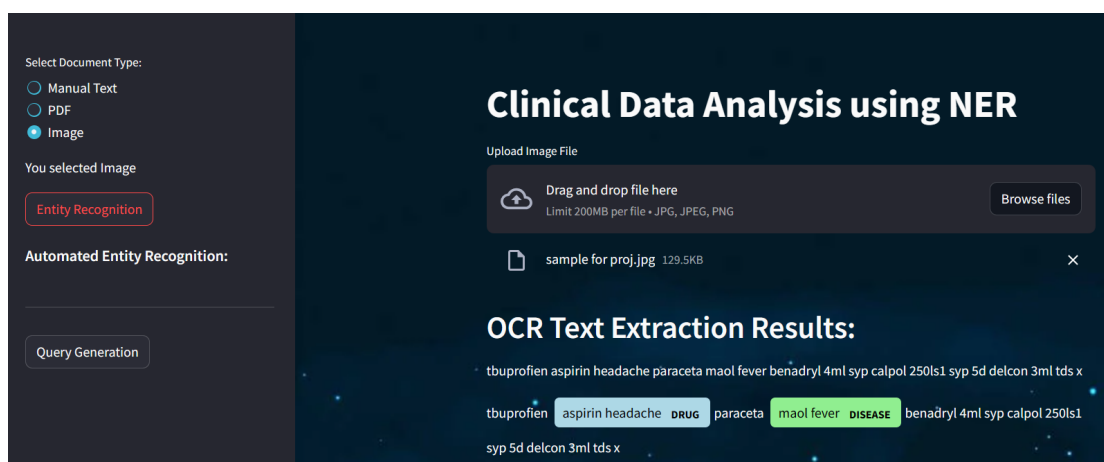 Select Document Type:
Manual Text
PDF
Image
You selected Image
Entity Recognition
Automated Entity Recognition:
Query Generation
Clinical Data Analysis using NER
Upload Image File
Drag and drop file here
Limit 200MB per file • JPG, JPEG, PNG
Browse files
sample for proj.jpg 129.5KB
OCR Text Extraction Results:
tbuprofien aspirin headache paraceta maol fever benadryl 4ml syp calpol 250ls1 syp 5d delcon 3ml tds x
tbuprofien aspirin headache DRUG paraceta maol fever DISEASE benadryl 4ml syp calpol 250ls1
syp 5d delcon 3ml tds x